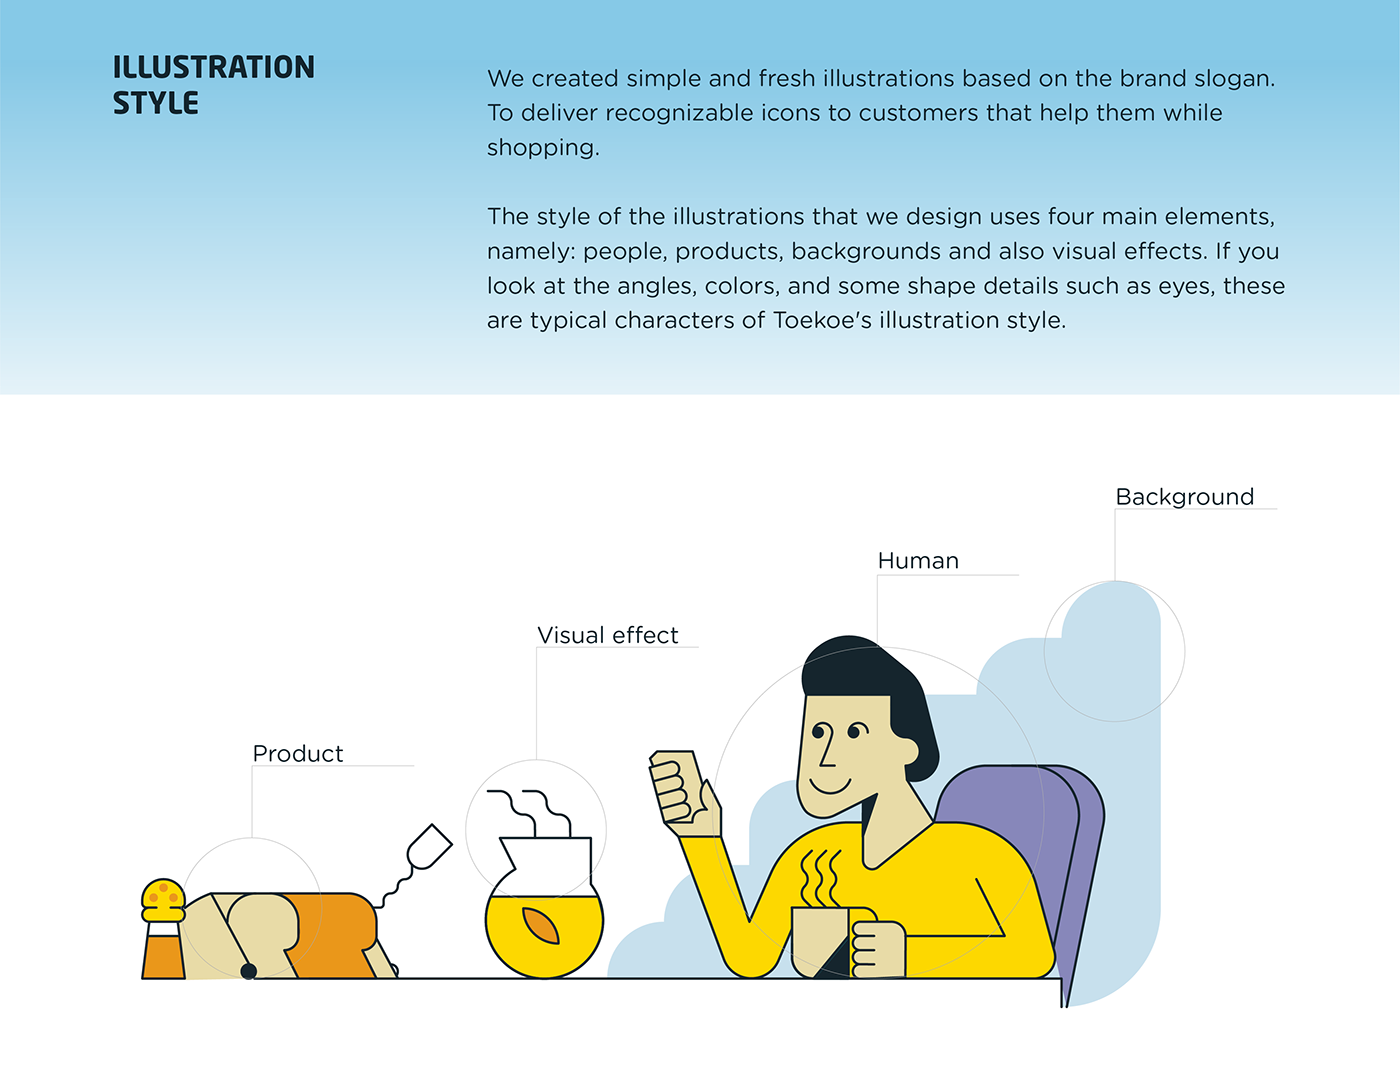 ILLUSTRATION
STYLE
We created simple and fresh illustrations based on the brand slogan.
To deliver recognizable icons to customers that help them while
shopping.
The style of the illustrations that we design uses four main elements,
namely: people, products, backgrounds and also visual effects. If you
look at the angles, colors, and some shape details such as eyes, these
are typical characters of Toekoe's illustration style.
Background
Human
Visual effect
Product